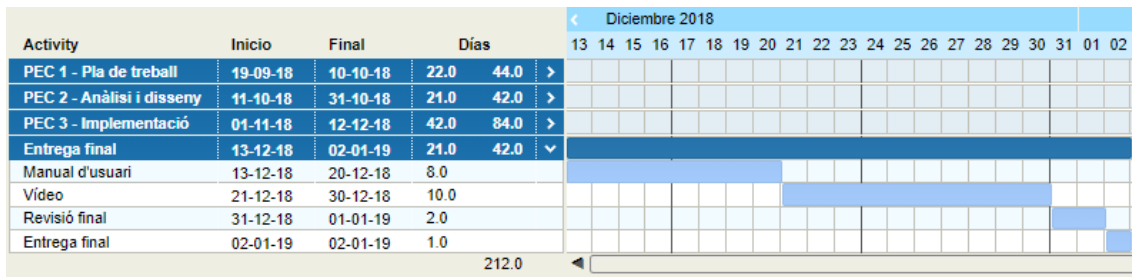 Diciembre 2018
Activity Inicio Final Días 13 14 15 16 17 18 19 20 21 22 23 24 25 26 27 28 29 30 31 01 02
PEC 1 - Pla de treball 19-09-18 10-10-18 22.0 44.0
PEC 2 - Anàlisi i disseny 11-10-18 31-10-18 21.0 42.0
PEC 3 - Implementació 01-11-18 12-12-18 42.0 84.0
Entrega final 13-12-18 02-01-19 21.0 42.0
Manual d'usuari 13-12-18 20-12-18 8.0
Vídeo 21-12-18 30-12-18 10.0
Revisió final 31-12-18 01-01-19 2.0
Entrega final 02-01-19 02-01-19 1.0
212.0